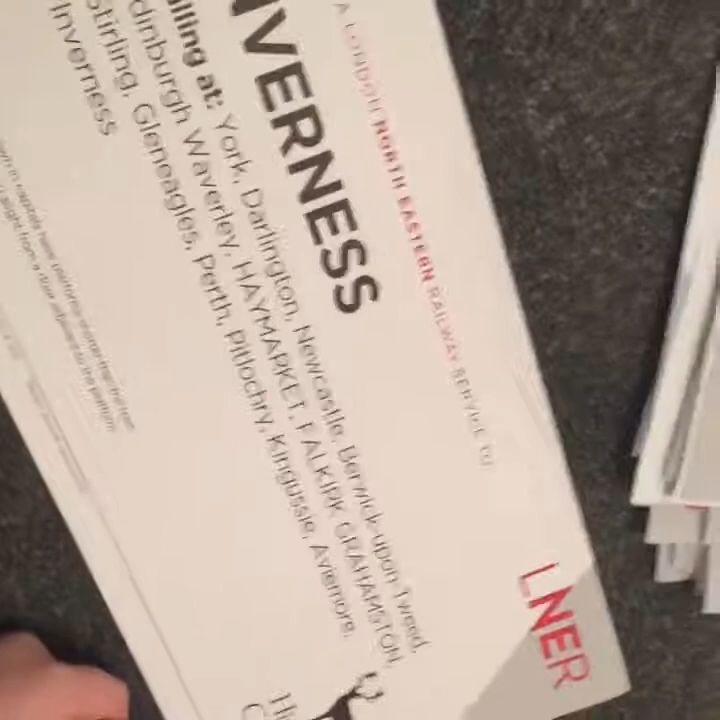 A LONDON NORTH EASTERN RAILWAY SERVICE TO
LNER
VERNESS
lling at: York, Darlington, Newcastle, Berwick-upon-Tweed,
dinburgh Waverley, HAYMARKET, FALKIRK GRAHAMSTON,
Stirling, Gleneagles, Perth, Pitlochry, Kingussie, Aviemore,
Inverness